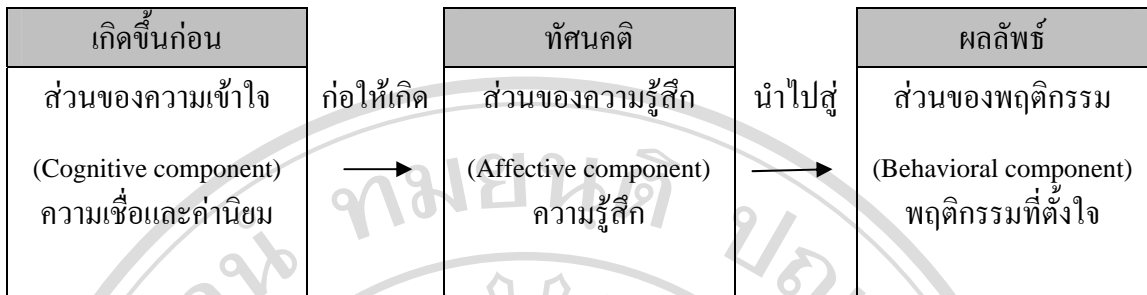 เกิดขึ้นก่อน ทัศนคติ ผลลัพธ์
ส่วนของความเข้าใจ ก่อให้เกิด ส่วนของความรู้สึก นำไปสู่ ส่วนของพฤติกรรม
(Cognitive component) (Affective component) (Behavioral component)
ความเชื่อและค่านิยม ความรู้สึก พฤติกรรมที่ตั้งใจ